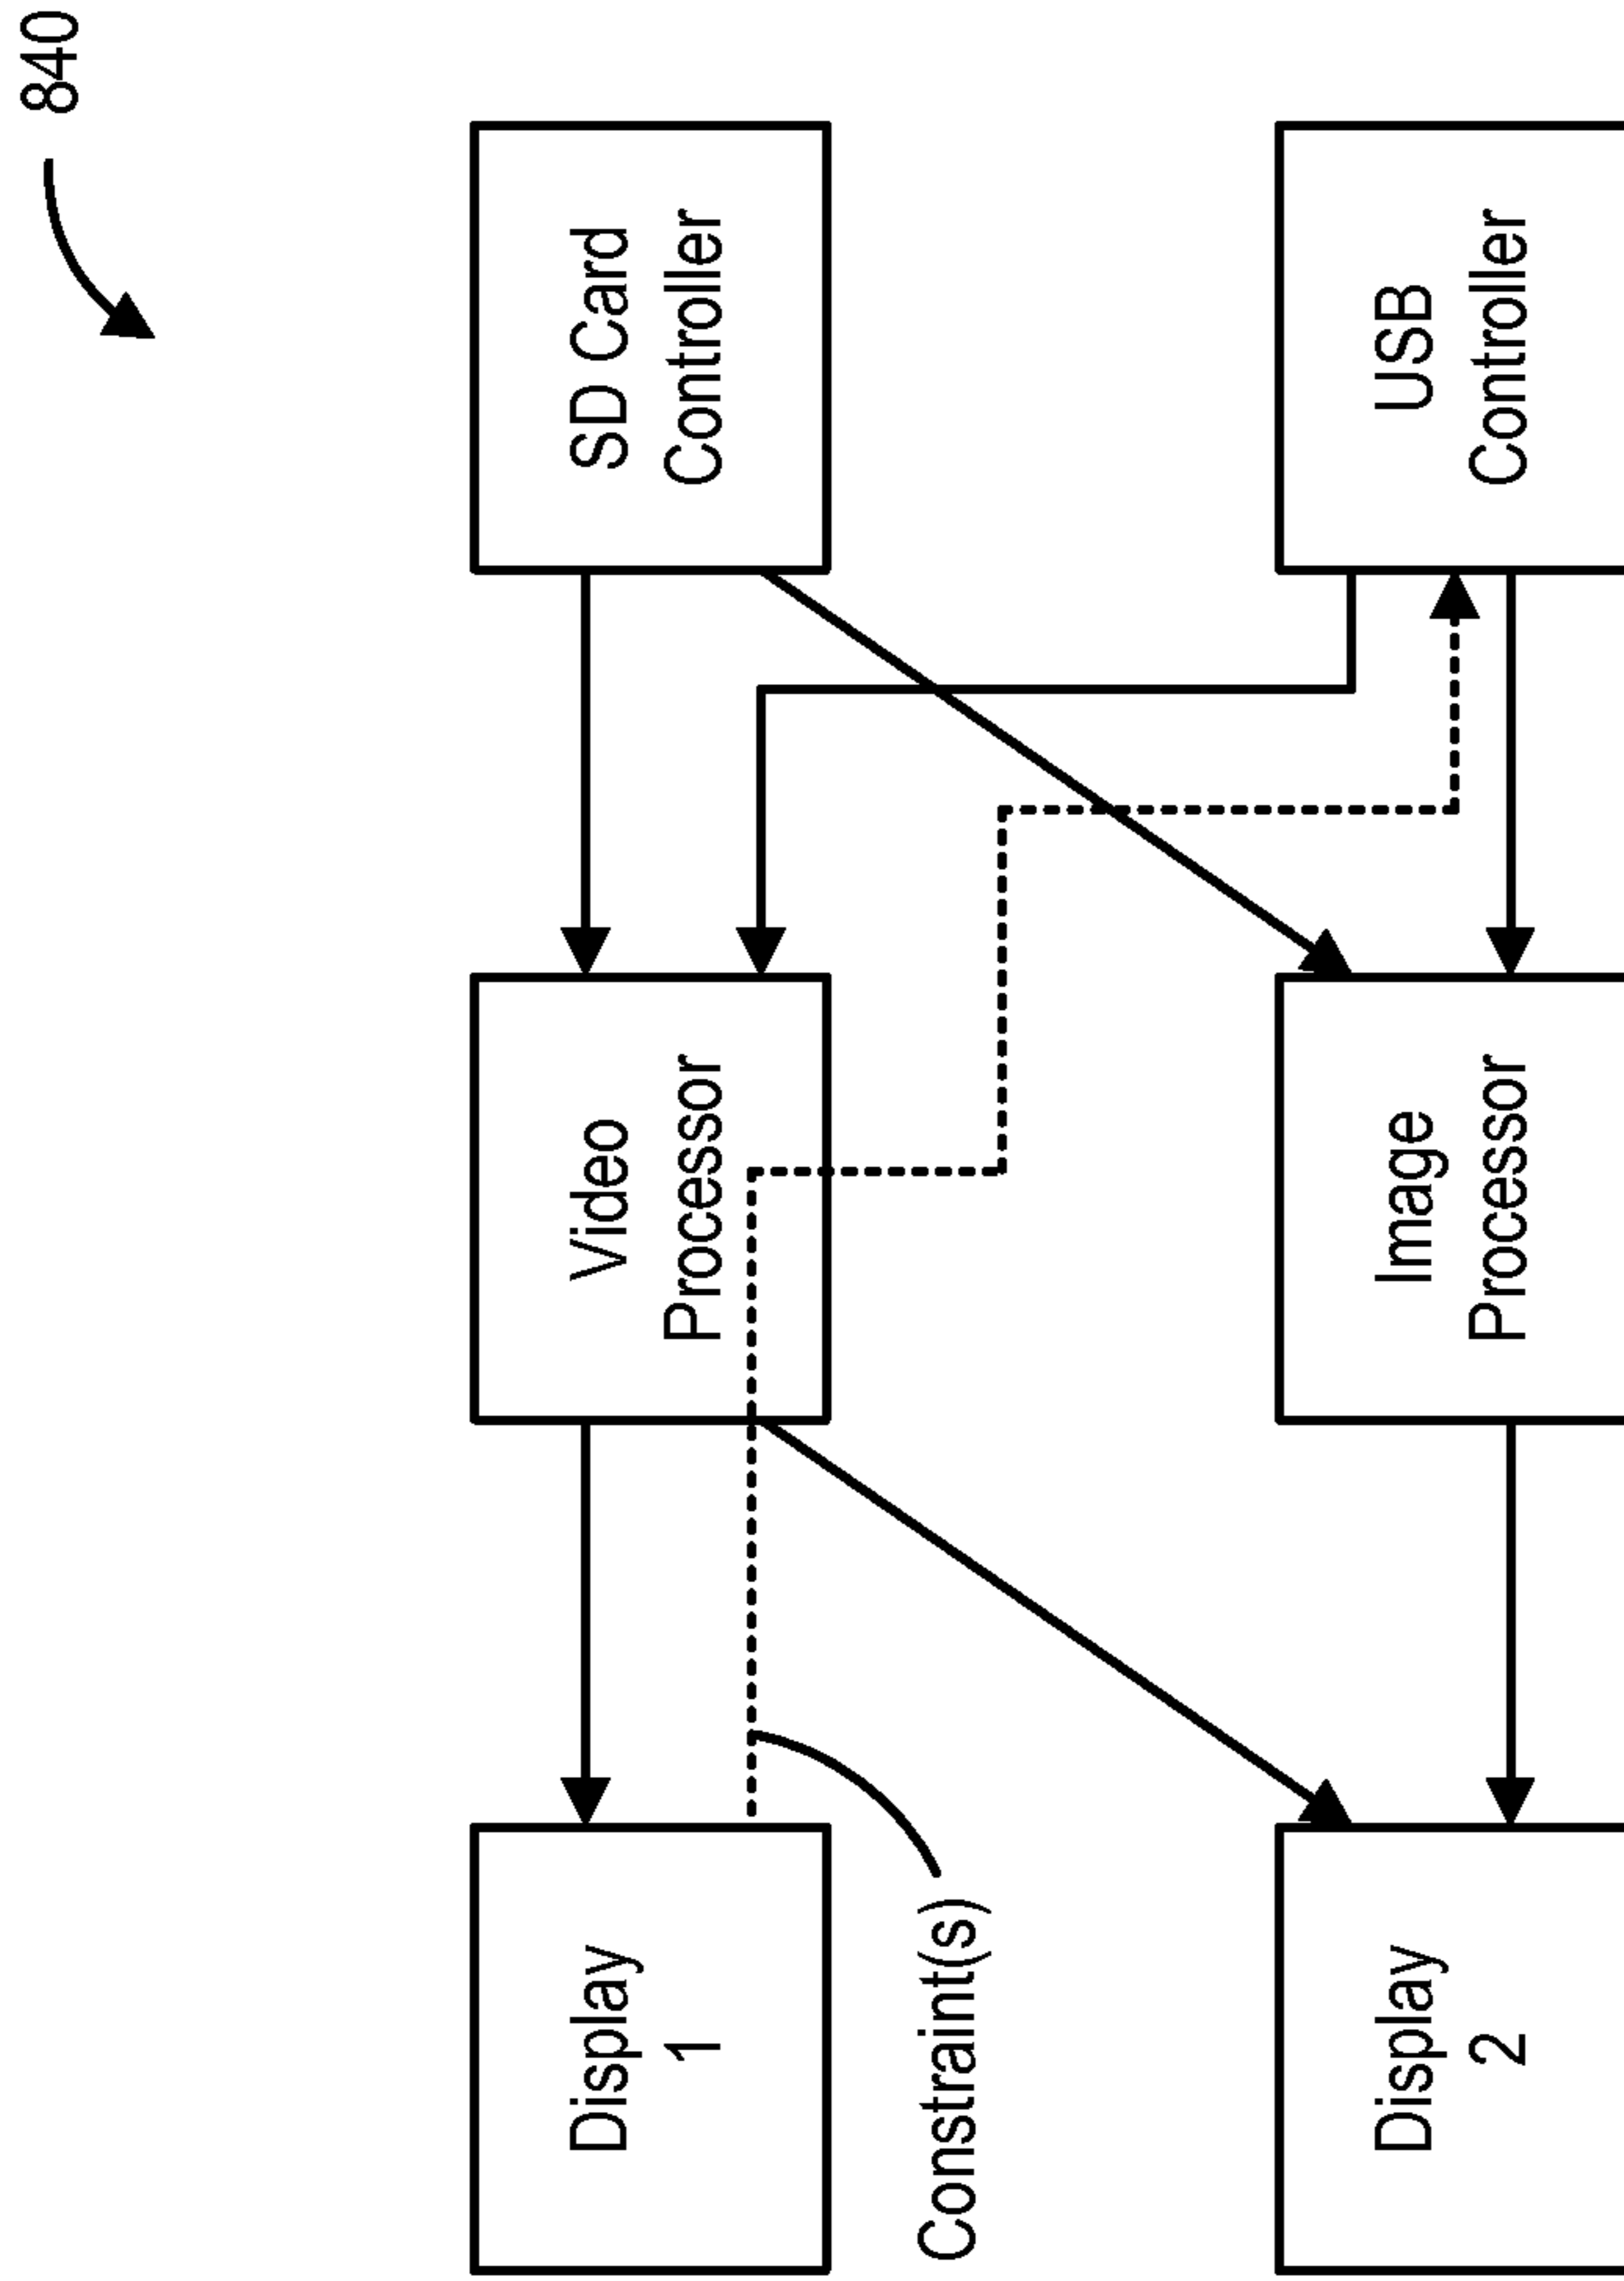 840
Display
1
Video
Processor
SD Card
Controller
Constraint(s)
Display
2
Image
Processor
USB
Controller